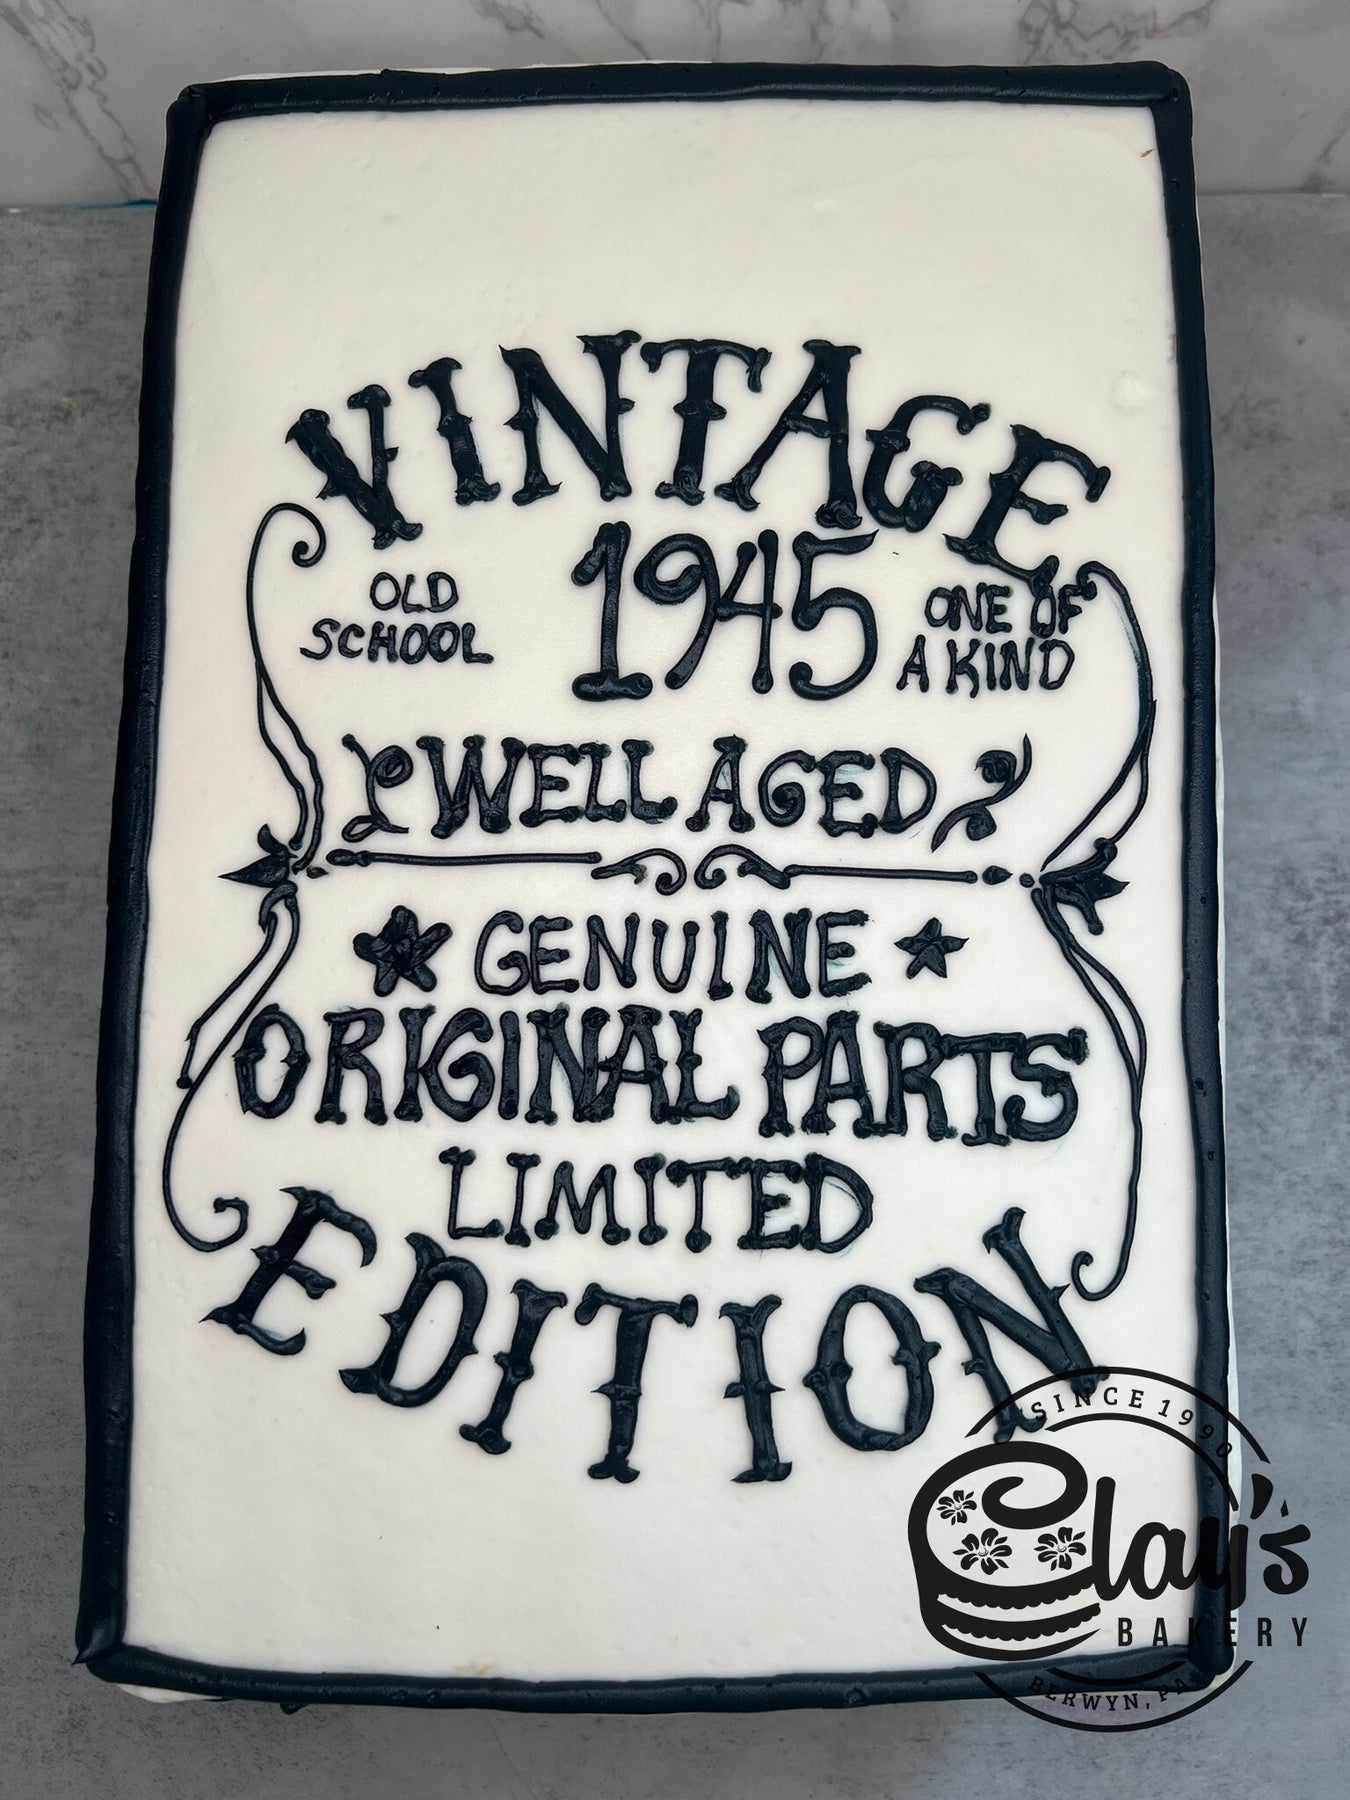 VINTAGE
OLD
SCHOOL
1945
ONE OF
A KIND
WELL AGED
GENUINE
ORIGINAL PARTS
LIMITED
EDITION
SINCE 1990
Clay's
BAKERY
BERWYN, PA